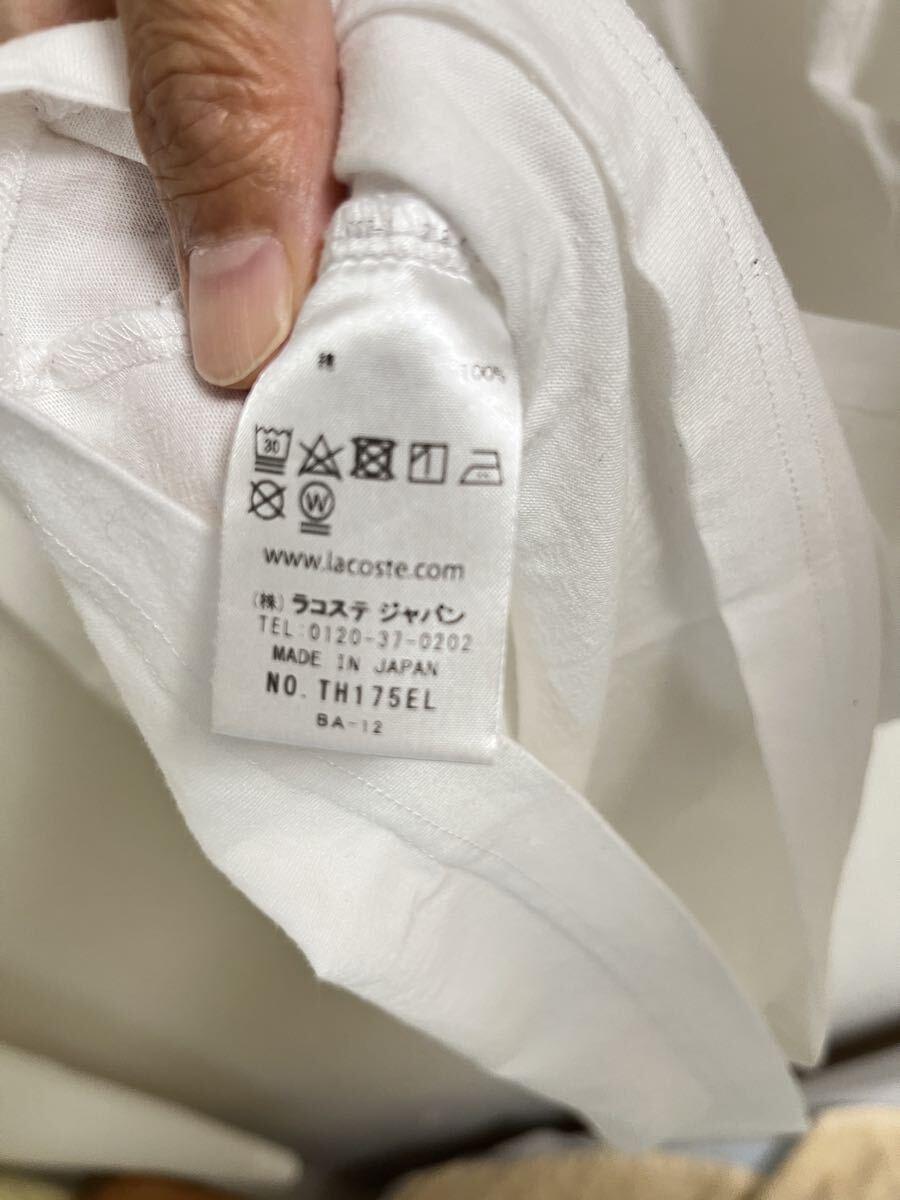 綿 100%
30
W
www.lacoste.com
(株) ラコステ ジャパン
TEL:0120-37-0202
MADE IN JAPAN
NO. TH175EL
BA-12